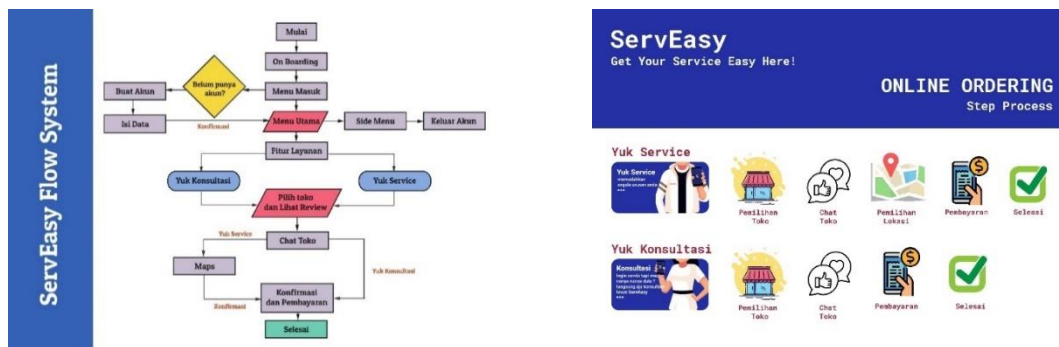 ServEasy Flow System
Mulai
On Boarding
Belum punya
akun?
Menu Masuk
Buat Akun
Isi Data
Konfirmasi
Menu Utama
Side Menu
Keluar Akun
Fitur Layanan
Yuk Konsultasi
Yuk Service
Pilih toko
dan Lihat Review
Yuk Service
Chat Toko
Maps
Yuk Konsultasi
Konfirmasi
Konfirmasi
dan Pembayaran
Selesai
ServEasy
Get Your Service Easy Here!
ONLINE ORDERING
Step Process
Yuk Service
Yuk Service
memudahkan
Pemilihan
Toko
Chat
Toko
Pemilihan
Lokasi
Pembayaran
Selesai
Yuk Konsultasi
Konsultasi
Pemilihan
Toko
Chat
Toko
Pembayaran
Selesai